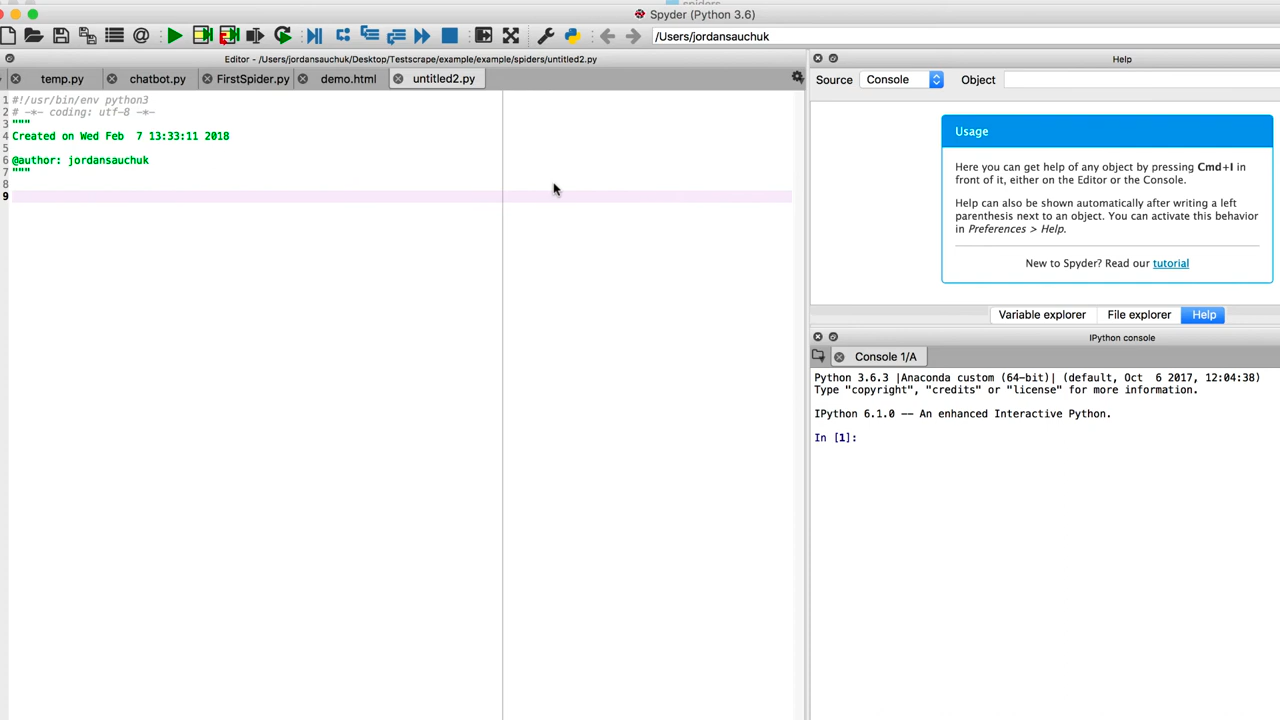 spiders
Spyder (Python 3.6)
/Users/jordansauchuk
Editor - /Users/jordansauchuk/Desktop/Testscrape/example/example/spiders/untitled2.py
temp.py chatbot.py FirstSpider.py demo.html untitled2.py
1 #!/usr/bin/env python3
2 # -*- coding: utf-8 -*-
3 """
4 Created on Wed Feb  7 13:33:11 2018
5
6 @author: jordansauchuk
7 """
8
9
Help
Source Console Object
Usage
Here you can get help of any object by pressing Cmd+I in
front of it, either on the Editor or the Console.
Help can also be shown automatically after writing a left
parenthesis next to an object. You can activate this behavior
in Preferences > Help.
New to Spyder? Read our tutorial
Variable explorer File explorer Help
IPython console
Console 1/A
Python 3.6.3 |Anaconda custom (64-bit)| (default, Oct  6 2017, 12:04:38)
Type "copyright", "credits" or "license" for more information.
IPython 6.1.0 -- An enhanced Interactive Python.
In [1]: